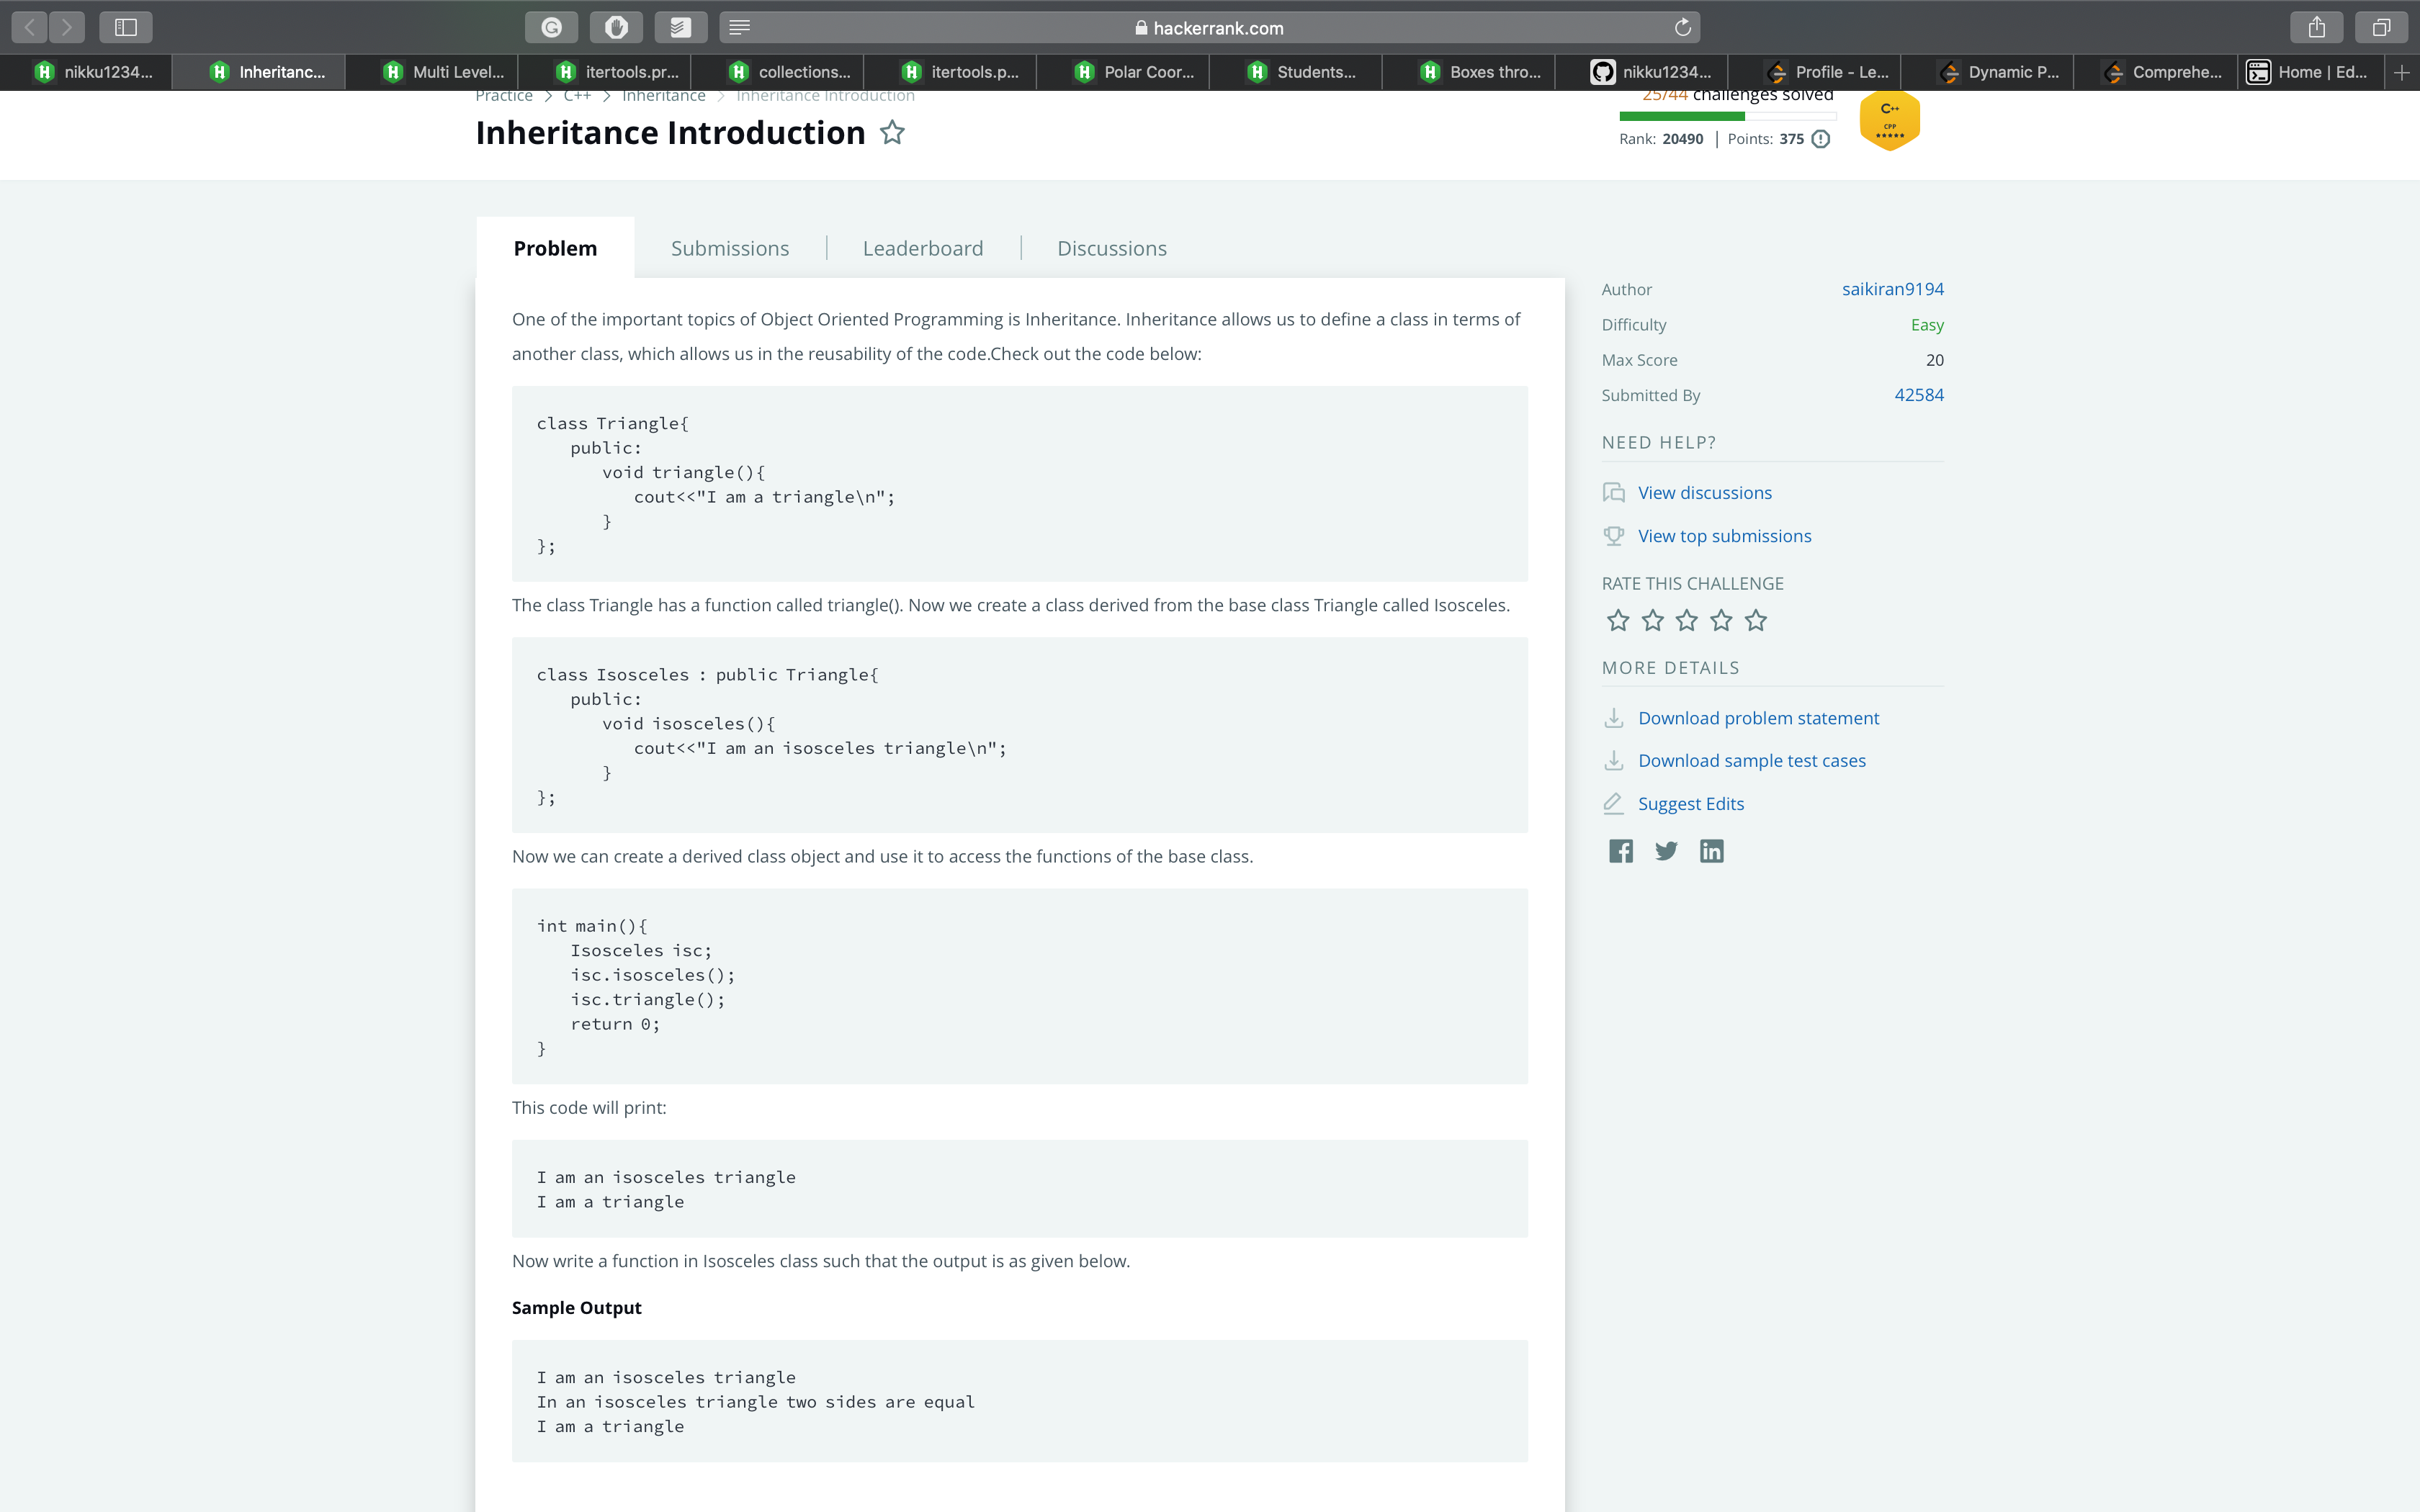 hackerrank.com
nikku1234...
Inheritanc...
Multi Level...
itertools.pr...
collections...
itertools.p...
Polar Coor...
Students...
Boxes thro...
nikku1234...
Profile - Le...
Dynamic P...
Comprehe...
Home | Ed...
Practice > C++ > Inheritance > Inheritance Introduction
25/44 challenges solved
Inheritance Introduction
Rank: 20490 | Points: 375
C++
CPP
Problem
Submissions
Leaderboard
Discussions
One of the important topics of Object Oriented Programming is Inheritance. Inheritance allows us to define a class in terms of
another class, which allows us in the reusability of the code.Check out the code below:
class Triangle{
public:
void triangle(){
cout<<"I am a triangle\n";
}
};
The class Triangle has a function called triangle(). Now we create a class derived from the base class Triangle called Isosceles.
class Isosceles : public Triangle{
public:
void isosceles(){
cout<<"I am an isosceles triangle\n";
}
};
Now we can create a derived class object and use it to access the functions of the base class.
int main(){
Isosceles isc;
isc.isosceles();
isc.triangle();
return 0;
}
This code will print:
I am an isosceles triangle
I am a triangle
Now write a function in Isosceles class such that the output is as given below.
Sample Output
I am an isosceles triangle
In an isosceles triangle two sides are equal
I am a triangle
Author saikiran9194
Difficulty Easy
Max Score 20
Submitted By 42584
NEED HELP?
View discussions
View top submissions
RATE THIS CHALLENGE
MORE DETAILS
Download problem statement
Download sample test cases
Suggest Edits